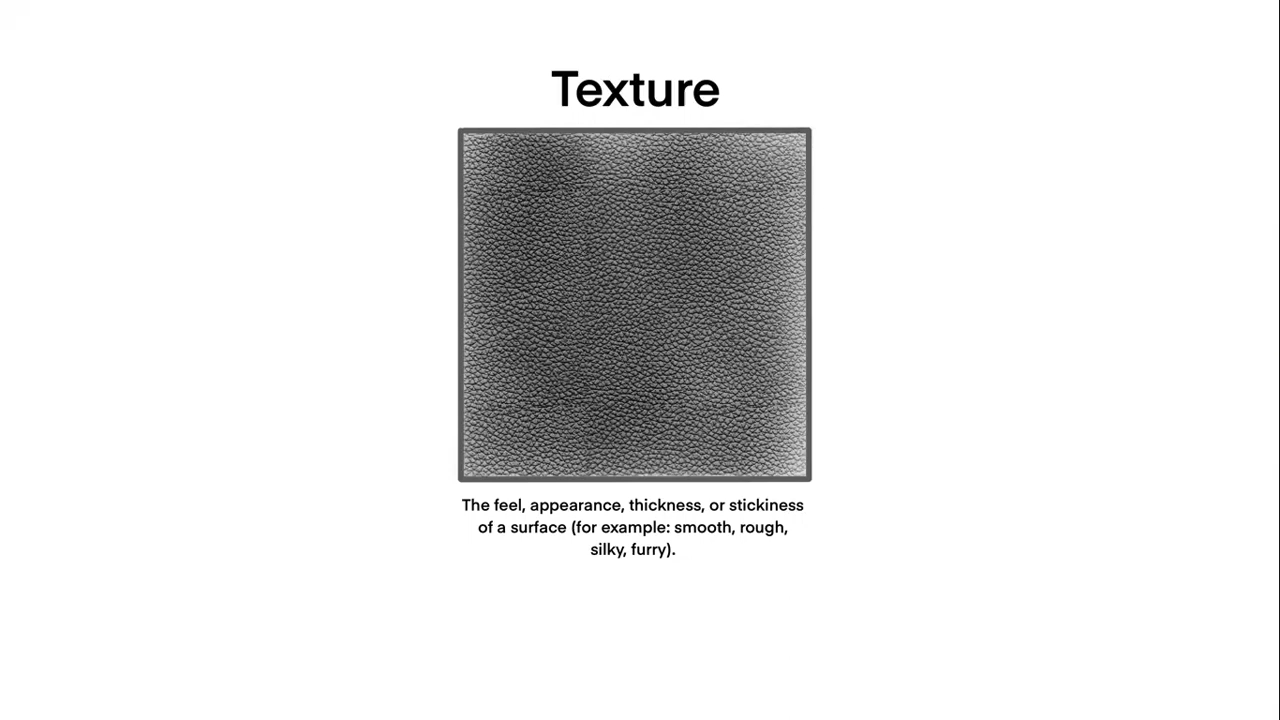 Texture
The feel, appearance, thickness, or stickiness
of a surface (for example: smooth, rough,
silky, furry).